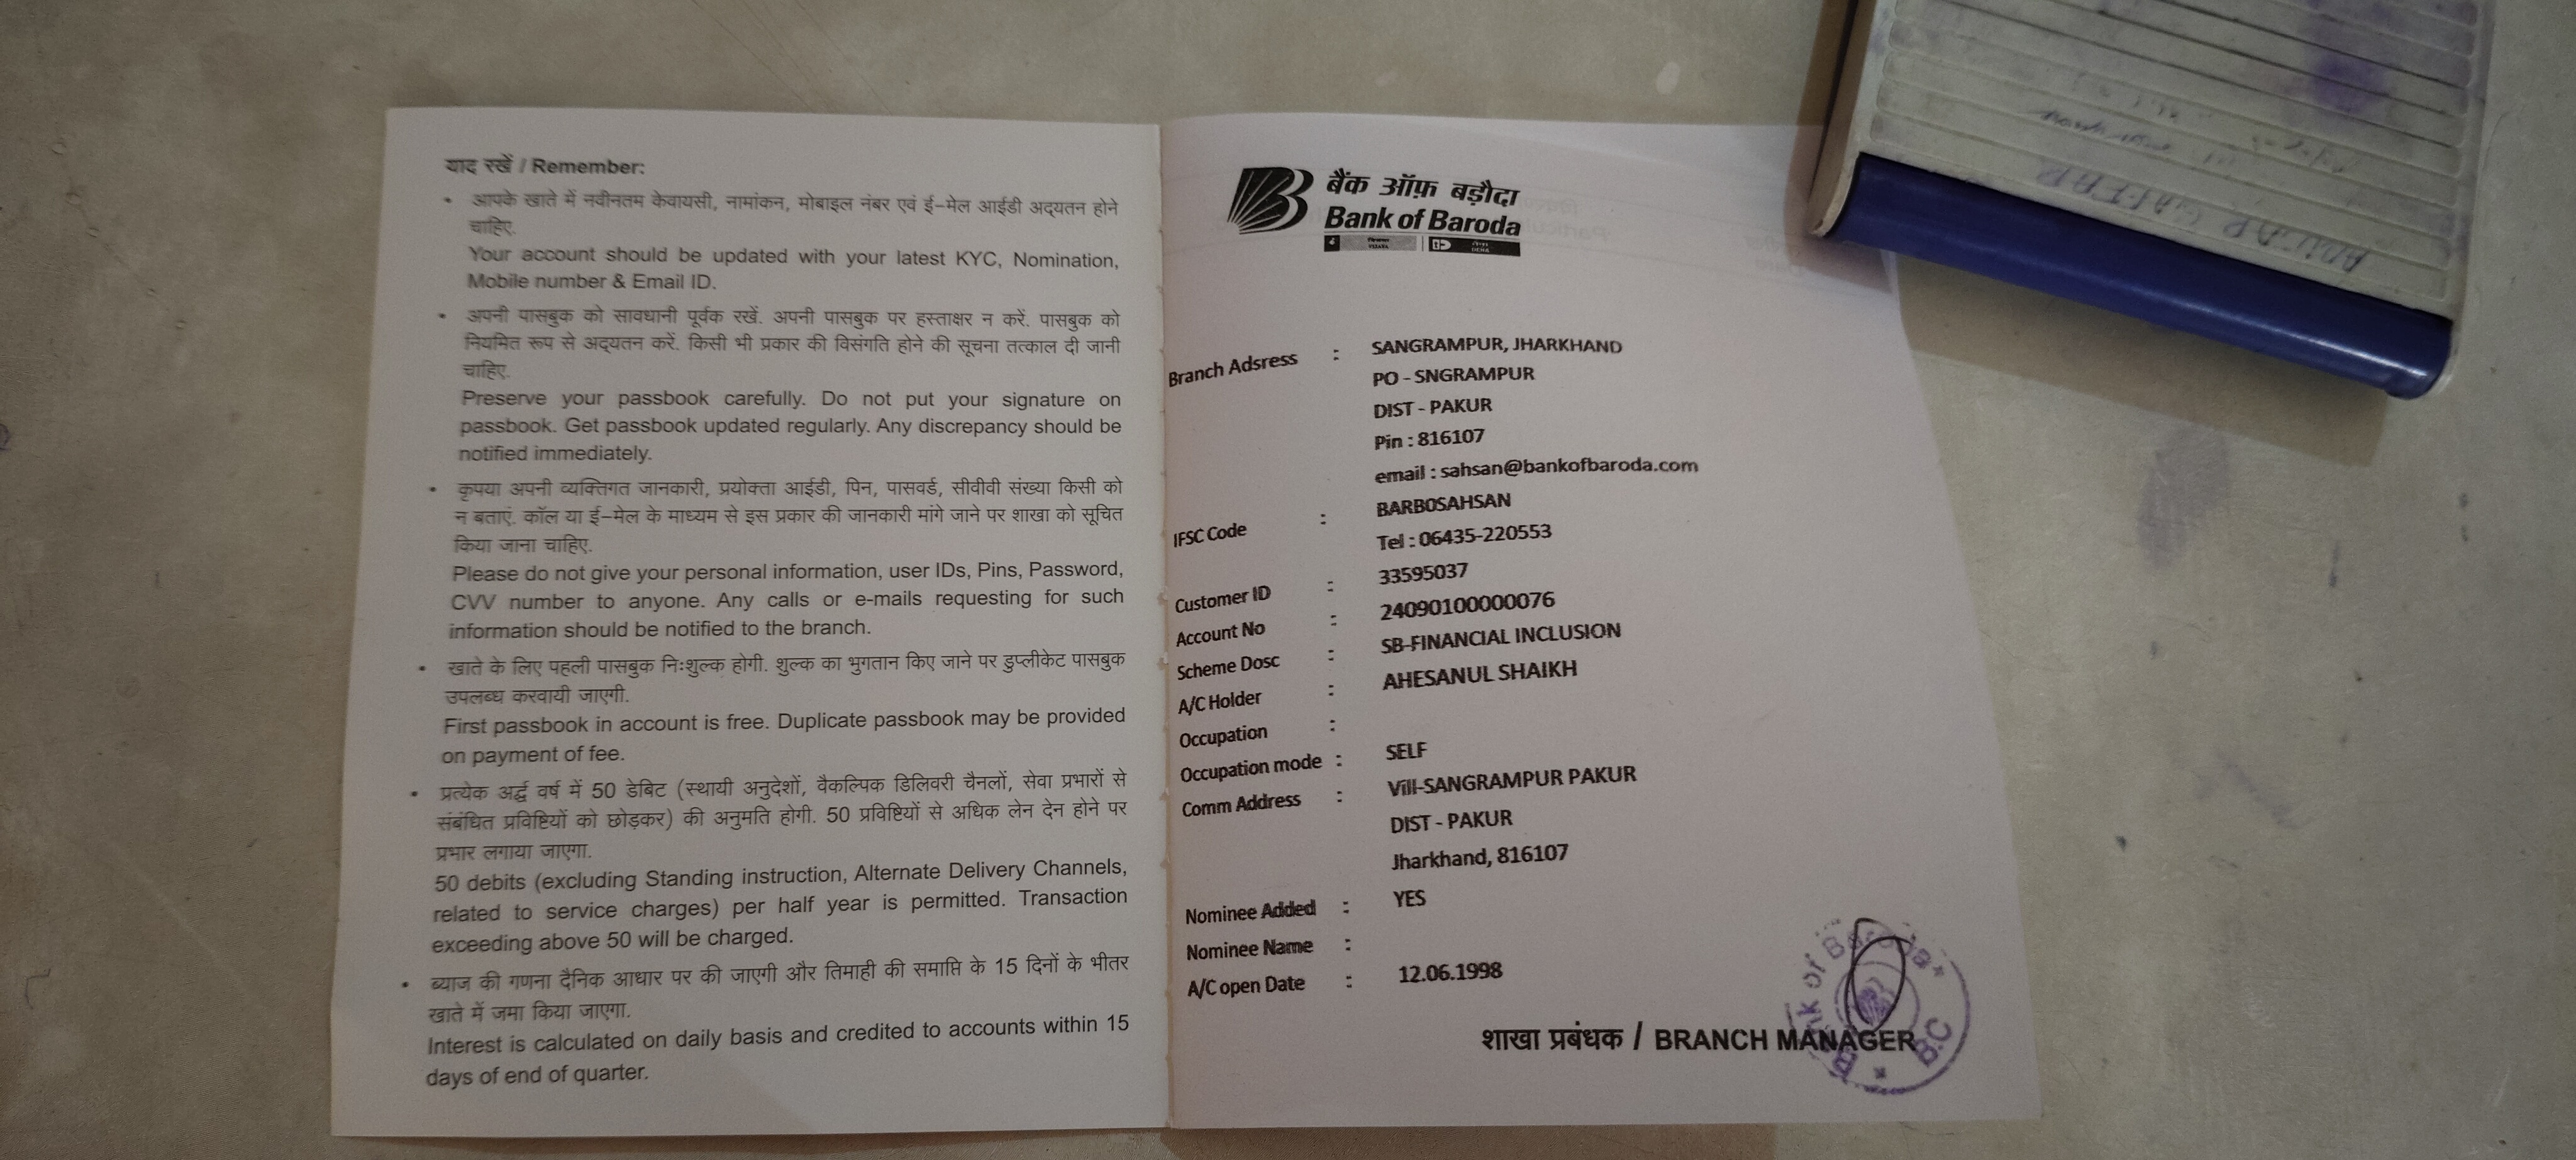 याद रखें / Remember:
• आपके खाते में नवीनतम केवायसी, नामांकन, मोबाइल नंबर एवं ई-मेल आईडी अद्यतन होने
चाहिए.
Your account should be updated with your latest KYC, Nomination,
Mobile number & Email ID.
• अपनी पासबुक को सावधानी पूर्वक रखें. अपनी पासबुक पर हस्ताक्षर न करें. पासबुक को
नियमित रूप से अद्यतन करें. किसी भी प्रकार की विसंगति होने की सूचना तत्काल दी जानी
चाहिए.
Preserve your passbook carefully. Do not put your signature on
passbook. Get passbook updated regularly. Any discrepancy should be
notified immediately.
• कृपया अपनी व्यक्तिगत जानकारी, प्रयोक्ता आईडी, पिन, पासवर्ड, सीवीवी संख्या किसी को
न बताएं. कॉल या ई-मेल के माध्यम से इस प्रकार की जानकारी मांगे जाने पर शाखा को सूचित
किया जाना चाहिए.
Please do not give your personal information, user IDs, Pins, Password,
CVV number to anyone. Any calls or e-mails requesting for such
information should be notified to the branch.
• खाते के लिए पहली पासबुक निःशुल्क होगी. शुल्क का भुगतान किए जाने पर डुप्लीकेट पासबुक
उपलब्ध करवायी जाएगी.
First passbook in account is free. Duplicate passbook may be provided
on payment of fee.
• प्रत्येक अर्द्ध वर्ष में 50 डेबिट (स्थायी अनुदेशों, वैकल्पिक डिलिवरी चैनलों, सेवा प्रभारों से
संबंधित प्रविष्टियों को छोड़कर) की अनुमति होगी. 50 प्रविष्टियों से अधिक लेन देन होने पर
प्रभार लगाया जाएगा.
50 debits (excluding Standing instruction, Alternate Delivery Channels,
related to service charges) per half year is permitted. Transaction
exceeding above 50 will be charged.
• ब्याज की गणना दैनिक आधार पर की जाएगी और तिमाही की समाप्ति के 15 दिनों के भीतर
खाते में जमा किया जाएगा.
Interest is calculated on daily basis and credited to accounts within 15
days of end of quarter.
बैंक ऑफ़ बड़ौदा
Bank of Baroda
Branch Adsress : SANGRAMPUR, JHARKHAND
PO - SNGRAMPUR
DIST - PAKUR
Pin : 816107
email : sahsan@bankofbaroda.com
IFSC Code : BARB0SAHSAN
Tel : 06435-220553
Customer ID : 33595037
Account No : 24090100000076
Scheme Dosc : SB-FINANCIAL INCLUSION
A/C Holder : AHESANUL SHAIKH
Occupation :
Occupation mode : SELF
Comm Address : Vill-SANGRAMPUR PAKUR
DIST - PAKUR
Jharkhand, 816107
Nominee Added : YES
Nominee Name :
A/C open Date : 12.06.1998
शाखा प्रबंधक / BRANCH MANAGER
Bank of Baroda
B.C